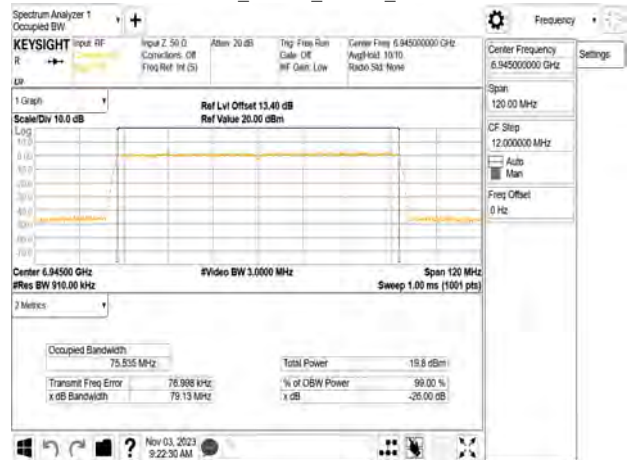 Spectrum Analyzer 1
Occupied BW
+
Frequency
KEYSIGHT Input: RF
Input Z: 50 Ω
Atten: 20 dB
Trig: Free Run
Center Freq: 6.945000000 GHz
R
Corrections: Off
Gate: Off
Avg|Hold: 10/10
Freq Ref: Int (S)
#IF Gain: Low
Radio Std: None
Center Frequency
6.945000000 GHz
Settings
Span
120.00 MHz
CF Step
12.000000 MHz
Auto
Man
Freq Offset
0 Hz
1 Graph
Ref Lvl Offset 13.40 dB
Scale/Div 10.0 dB
Ref Value 20.00 dBm
Log
Center 6.94500 GHz
#Video BW 3.0000 MHz
Span 120 MHz
#Res BW 910.00 kHz
Sweep 1.00 ms (1001 pts)
2 Metrics
Occupied Bandwidth
75.535 MHz
Total Power
19.8 dBm
Transmit Freq Error
76.998 kHz
% of OBW Power
99.00 %
x dB Bandwidth
79.13 MHz
x dB
-26.00 dB
?
Nov 03, 2023
9:22:30 AM